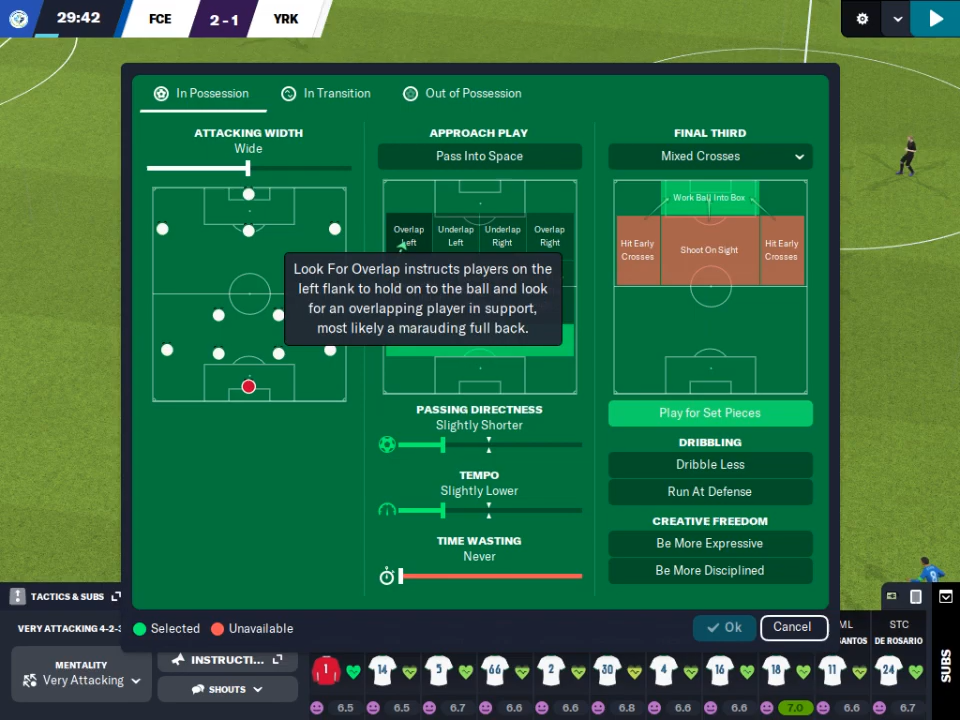 29:42
FCE
2 - 1
YRK
In Possession
In Transition
Out of Possession
ATTACKING WIDTH
Wide
APPROACH PLAY
Pass Into Space
FINAL THIRD
Mixed Crosses
Overlap
Left
Underlap
Left
Underlap
Right
Overlap
Right
Work Ball Into Box
Hit Early
Crosses
Shoot On Sight
Hit Early
Crosses
Look For Overlap instructs players on the
left flank to hold on to the ball and look
for an overlapping player in support,
most likely a marauding full back.
PASSING DIRECTNESS
Slightly Shorter
TEMPO
Slightly Lower
TIME WASTING
Never
Play for Set Pieces
DRIBBLING
Dribble Less
Run At Defense
CREATIVE FREEDOM
Be More Expressive
Be More Disciplined
Selected
Unavailable
Ok
Cancel
TACTICS & SUBS
VERY ATTACKING 4-2-3
MENTALITY
Very Attacking
INSTRUCTI...
SHOUTS
ML
SANTOS
STC
DE ROSARIO
SUBS
1
14
5
66
2
30
4
16
18
11
24
6.5
6.5
6.7
6.6
6.6
6.8
6.6
6.6
7.0
6.6
6.7